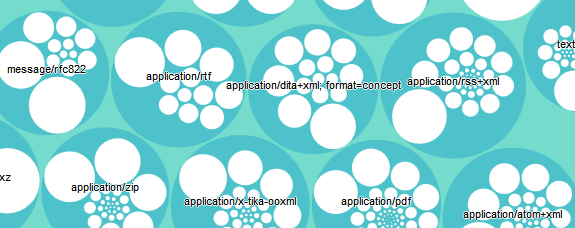 text
message/rfc822
application/rtf
application/dita+xml; format=concept
application/rss+xml
xz
application/zip
application/x-tika-ooxml
application/pdf
application/atom+xml